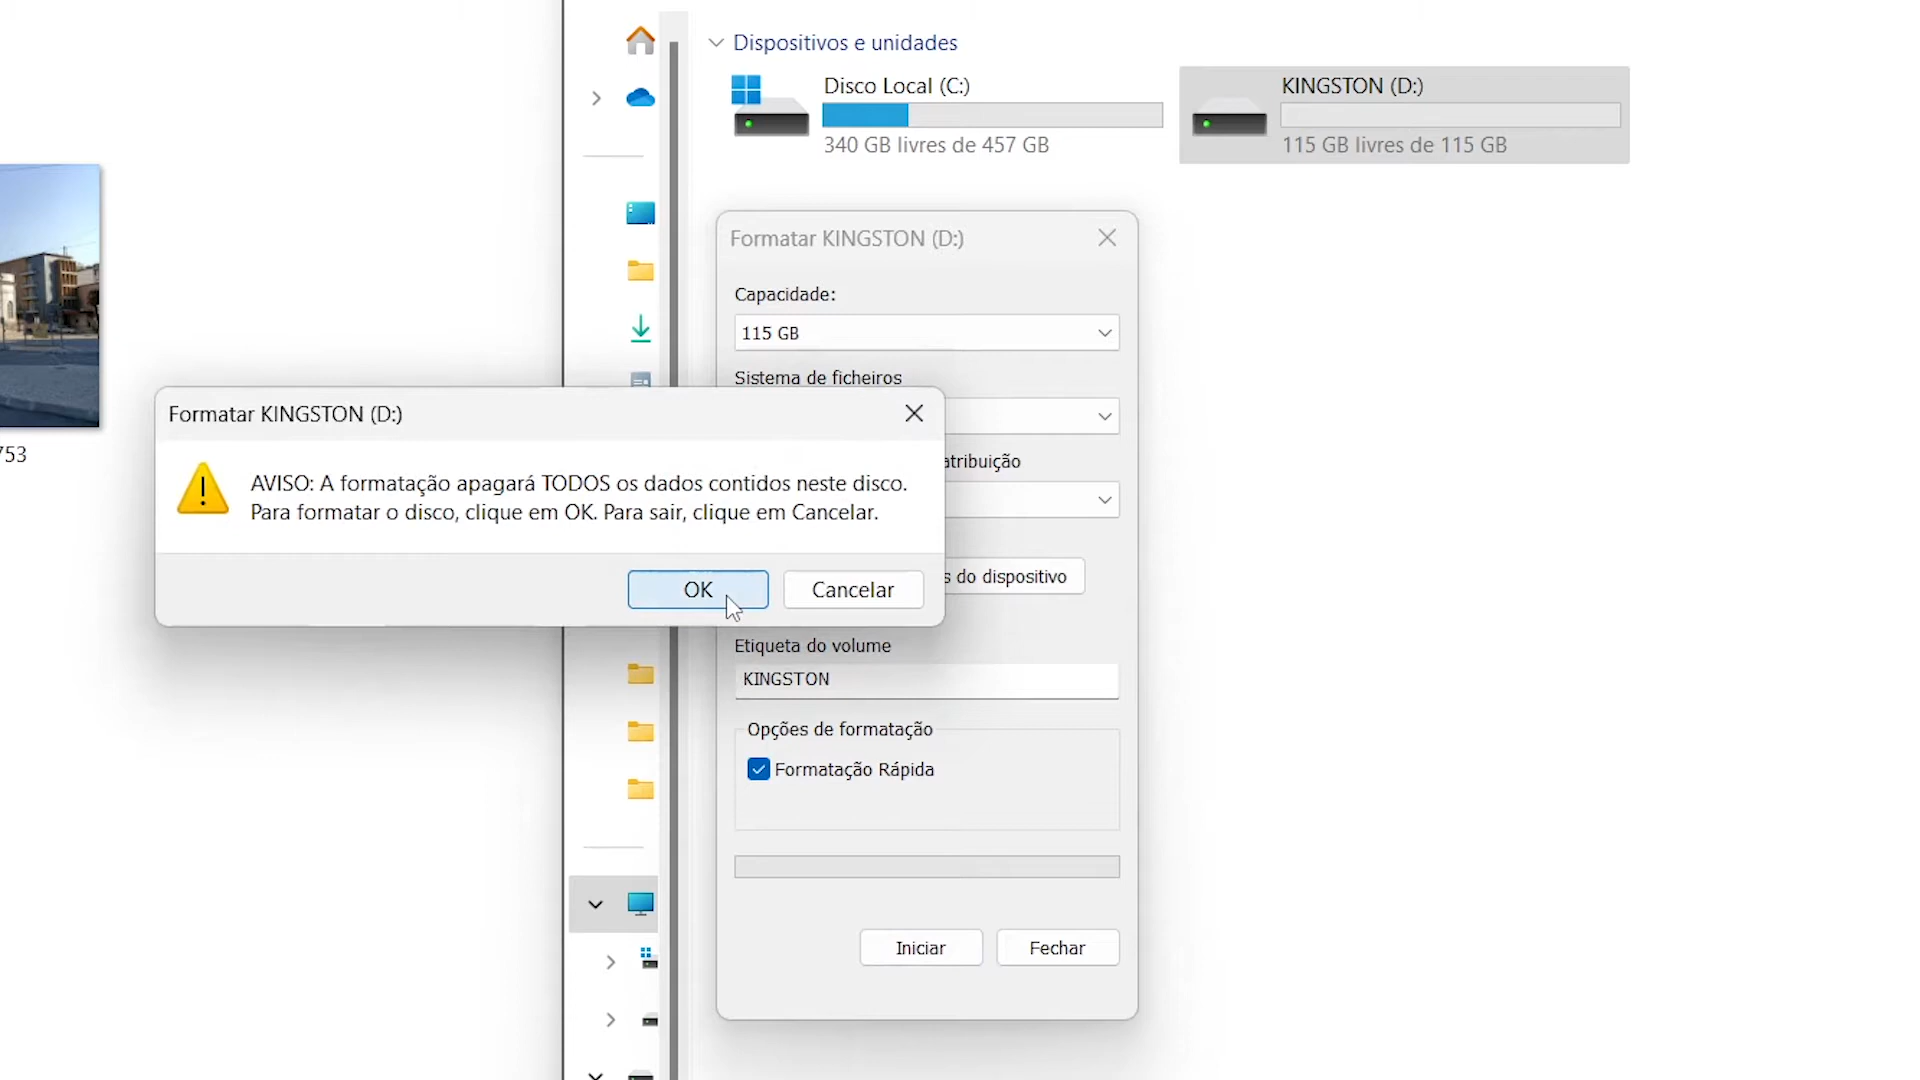 Dispositivos e unidades
Disco Local (C:)
340 GB livres de 457 GB
KINGSTON (D:)
115 GB livres de 115 GB
753
Formatar KINGSTON (D:)
Capacidade:
115 GB
Sistema de ficheiros
atribuição
s do dispositivo
Formatar KINGSTON (D:)
AVISO: A formatação apagará TODOS os dados contidos neste disco.
Para formatar o disco, clique em OK. Para sair, clique em Cancelar.
OK
Cancelar
Etiqueta do volume
KINGSTON
Opções de formatação
Formatação Rápida
Iniciar
Fechar